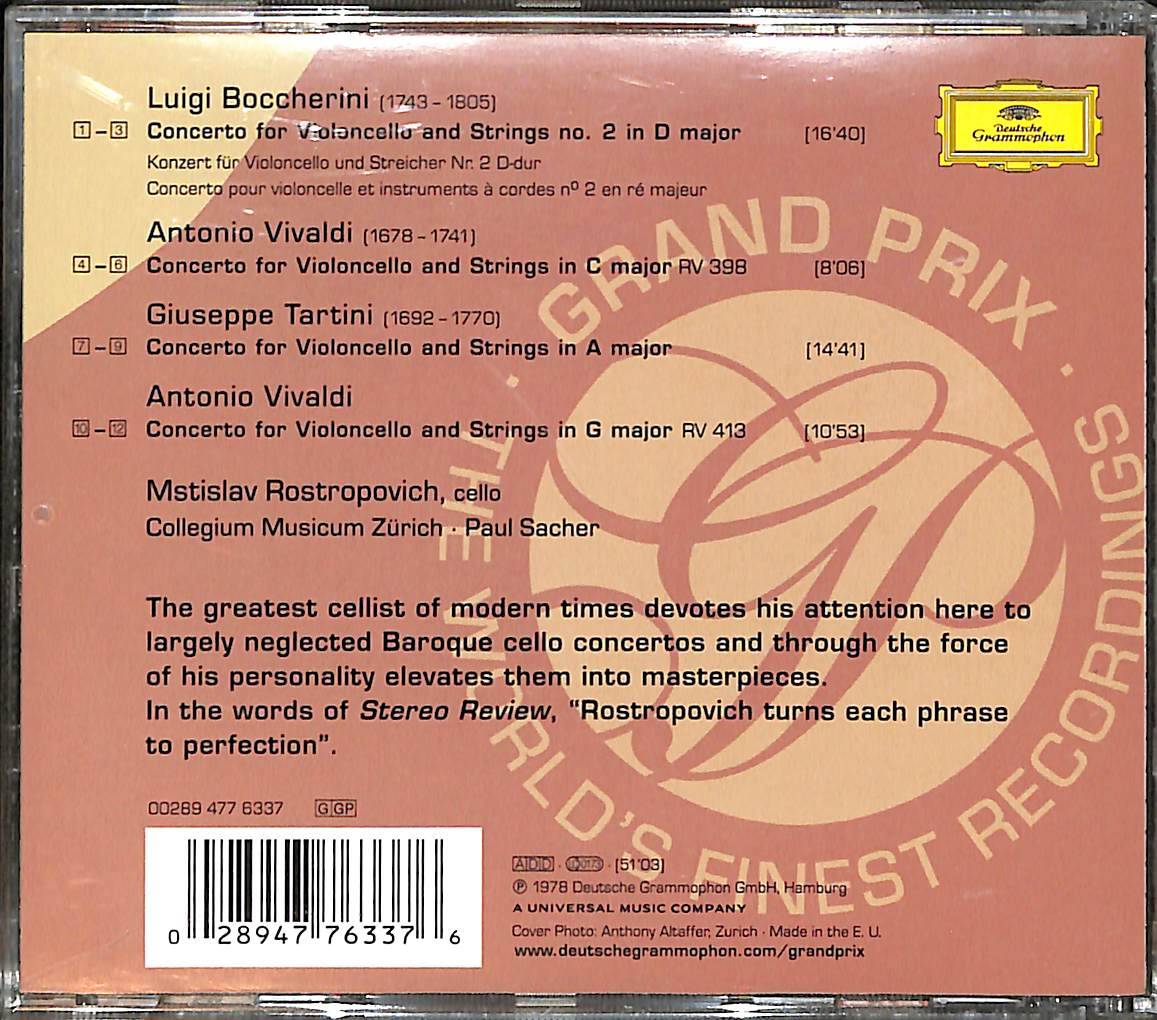 Luigi Boccherini (1743 – 1805)
1 – 3 Concerto for Violoncello and Strings no. 2 in D major [16'40]
Konzert für Violoncello und Streicher Nr. 2 D-dur
Concerto pour violoncelle et instruments à cordes nº 2 en ré majeur
Deutsche
Grammophon
Antonio Vivaldi (1678 – 1741)
4 – 6 Concerto for Violoncello and Strings in C major RV 398 [8'06]
Giuseppe Tartini (1692 – 1770)
7 – 9 Concerto for Violoncello and Strings in A major [14'41]
Antonio Vivaldi
10 – 12 Concerto for Violoncello and Strings in G major RV 413 [10'53]
Mstislav Rostropovich, cello
Collegium Musicum Zürich · Paul Sacher
· GRAND PRIX ·
THE WORLD'S FINEST RECORDINGS
GP
The greatest cellist of modern times devotes his attention here to
largely neglected Baroque cello concertos and through the force
of his personality elevates them into masterpieces.
In the words of Stereo Review, “Rostropovich turns each phrase
to perfection”.
00289 477 6337 G GP
0 28947 76337 6
ADD · [51'03]
℗ 1978 Deutsche Grammophon GmbH, Hamburg
A UNIVERSAL MUSIC COMPANY
Cover Photo: Anthony Altaffer, Zurich · Made in the E. U.
www.deutschegrammophon.com/grandprix